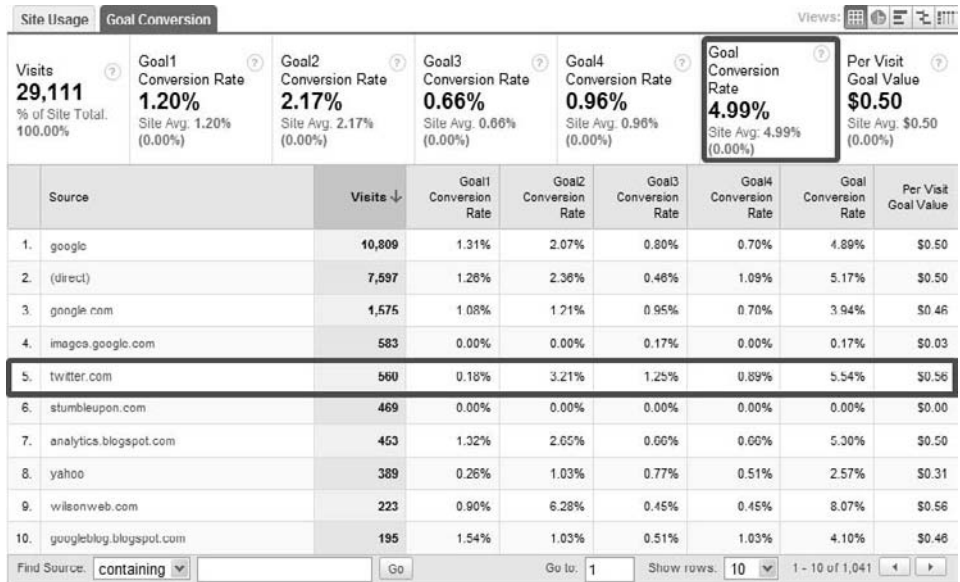 Site Usage Goal Conversion Views:
Visits ?
29,111
% of Site Total:
100.00%
Goal1 ?
Conversion Rate
1.20%
Site Avg: 1.20%
(0.00%)
Goal2 ?
Conversion Rate
2.17%
Site Avg: 2.17%
(0.00%)
Goal3 ?
Conversion Rate
0.66%
Site Avg: 0.66%
(0.00%)
Goal4 ?
Conversion Rate
0.96%
Site Avg: 0.96%
(0.00%)
Goal ?
Conversion
Rate
4.99%
Site Avg: 4.99%
(0.00%)
Per Visit ?
Goal Value
$0.50
Site Avg: $0.50
(0.00%)
Source Visits ↓ Goal1 Conversion Rate Goal2 Conversion Rate Goal3 Conversion Rate Goal4 Conversion Rate Goal Conversion Rate Per Visit Goal Value
1. google 10,809 1.31% 2.07% 0.80% 0.70% 4.89% $0.50
2. (direct) 7,597 1.26% 2.36% 0.46% 1.09% 5.17% $0.50
3. google.com 1,575 1.08% 1.21% 0.95% 0.70% 3.94% $0.46
4. images.google.com 583 0.00% 0.00% 0.17% 0.00% 0.17% $0.03
5. twitter.com 560 0.18% 3.21% 1.25% 0.89% 5.54% $0.56
6. stumbleupon.com 469 0.00% 0.00% 0.00% 0.00% 0.00% $0.00
7. analytics.blogspot.com 453 1.32% 2.65% 0.66% 0.66% 5.30% $0.50
8. yahoo 389 0.26% 1.03% 0.77% 0.51% 2.57% $0.31
9. wilsonweb.com 223 0.90% 6.28% 0.45% 0.45% 8.07% $0.56
10. googleblog.blogspot.com 195 1.54% 1.03% 0.51% 1.03% 4.10% $0.46
Find Source: containing Go Go to: 1 Show rows: 10 1 - 10 of 1,041